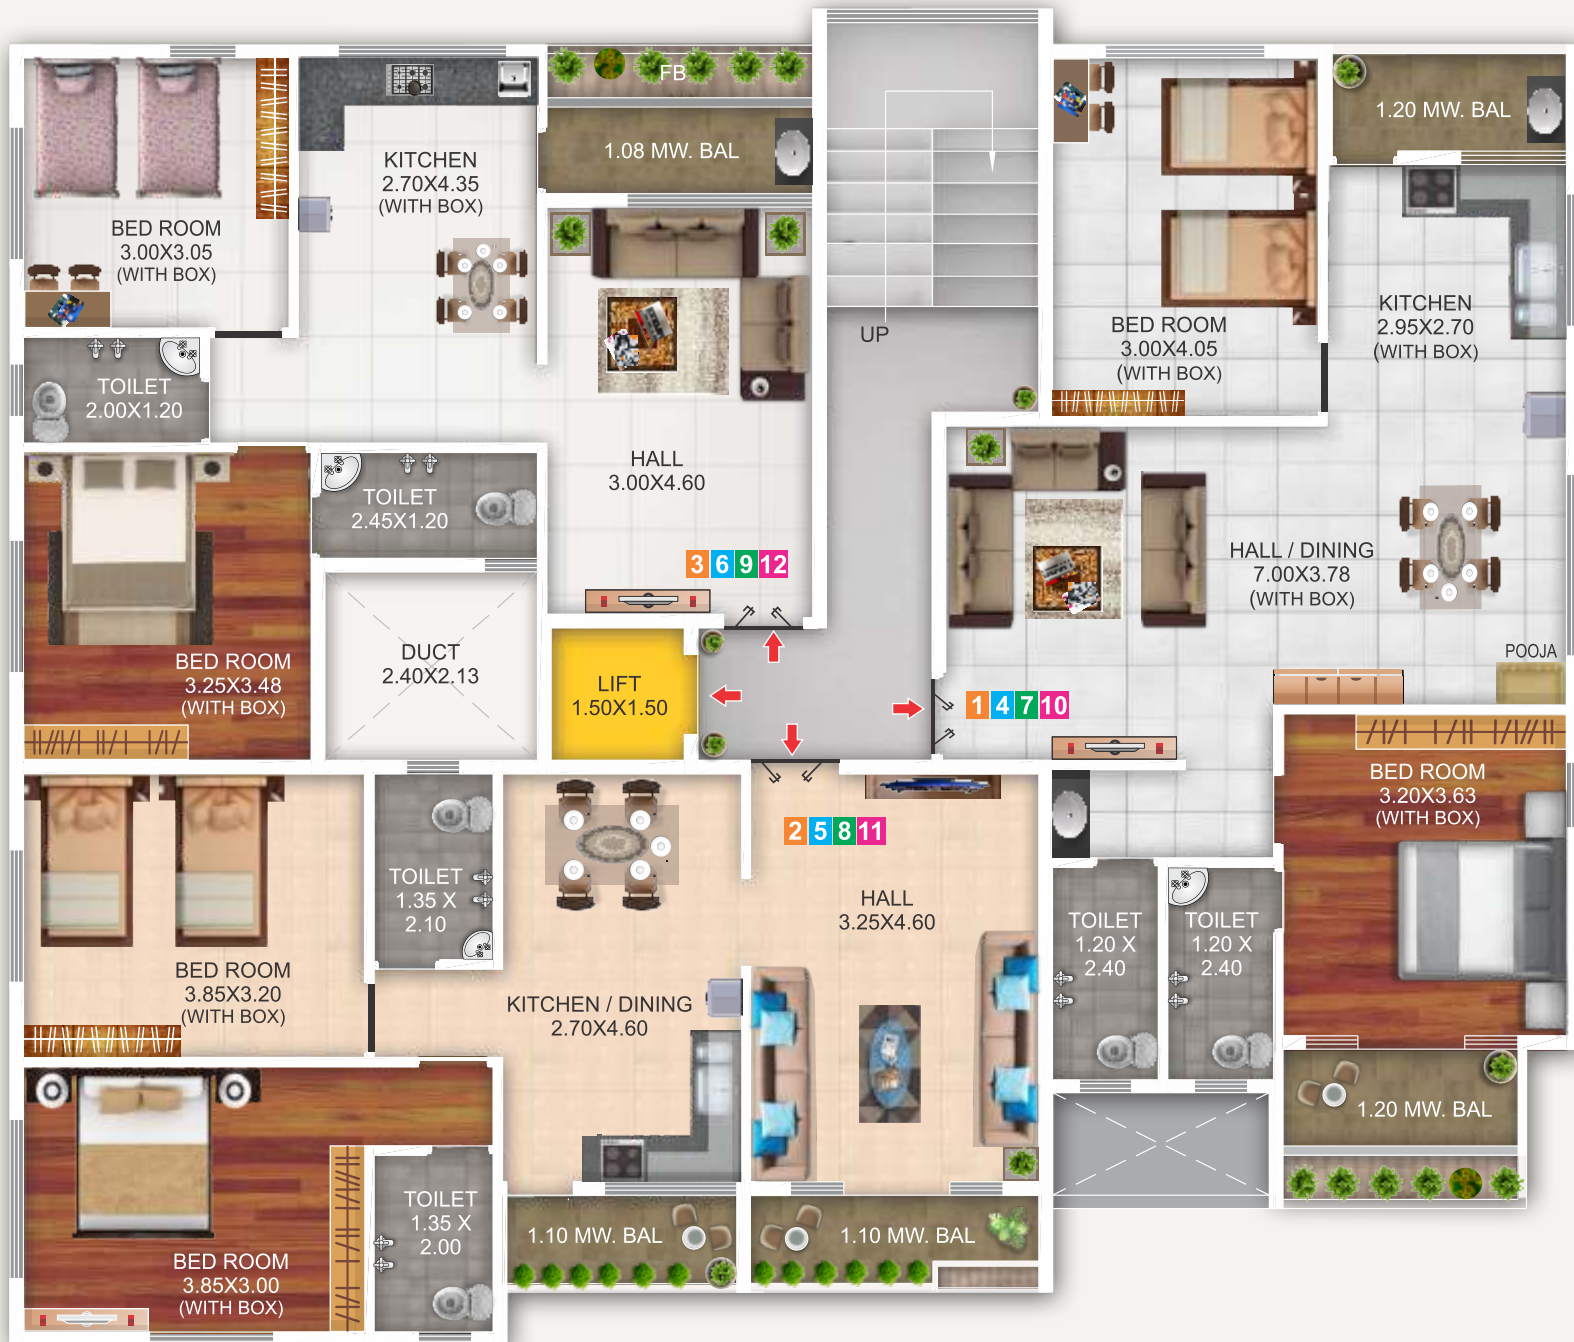 FB
1.08 MW. BAL
1.20 MW. BAL
KITCHEN
2.70X4.35
(WITH BOX)
BED ROOM
3.00X3.05
(WITH BOX)
UP
BED ROOM
3.00X4.05
(WITH BOX)
KITCHEN
2.95X2.70
(WITH BOX)
TOILET
2.00X1.20
HALL
3.00X4.60
TOILET
2.45X1.20
3 6 9 12
HALL / DINING
7.00X3.78
(WITH BOX)
POOJA
BED ROOM
3.25X3.48
(WITH BOX)
DUCT
2.40X2.13
LIFT
1.50X1.50
1 4 7 10
BED ROOM
3.20X3.63
(WITH BOX)
2 5 8 11
TOILET
1.35 X
2.10
HALL
3.25X4.60
TOILET
1.20 X
2.40
TOILET
1.20 X
2.40
BED ROOM
3.85X3.20
(WITH BOX)
KITCHEN / DINING
2.70X4.60
1.20 MW. BAL
TOILET
1.35 X
2.00
1.10 MW. BAL
1.10 MW. BAL
BED ROOM
3.85X3.00
(WITH BOX)